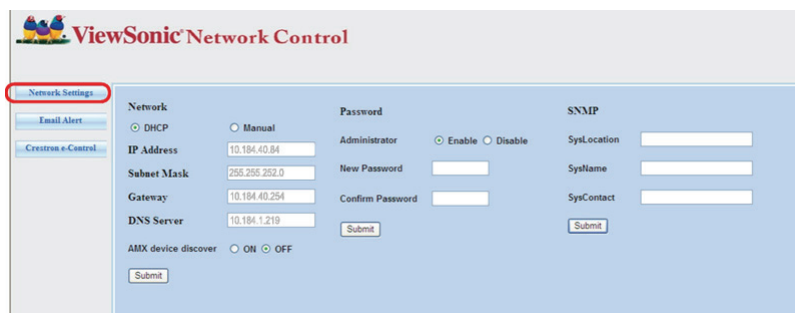 ViewSonic® Network Control
Network Settings
Email Alert
Crestron e-Control
Network
DHCP Manual
IP Address 10.184.40.84
Subnet Mask 255.255.252.0
Gateway 10.184.40.254
DNS Server 10.184.1.219
AMX device discover ON OFF
Submit
Password
Administrator Enable Disable
New Password
Confirm Password
Submit
SNMP
SysLocation
SysName
SysContact
Submit